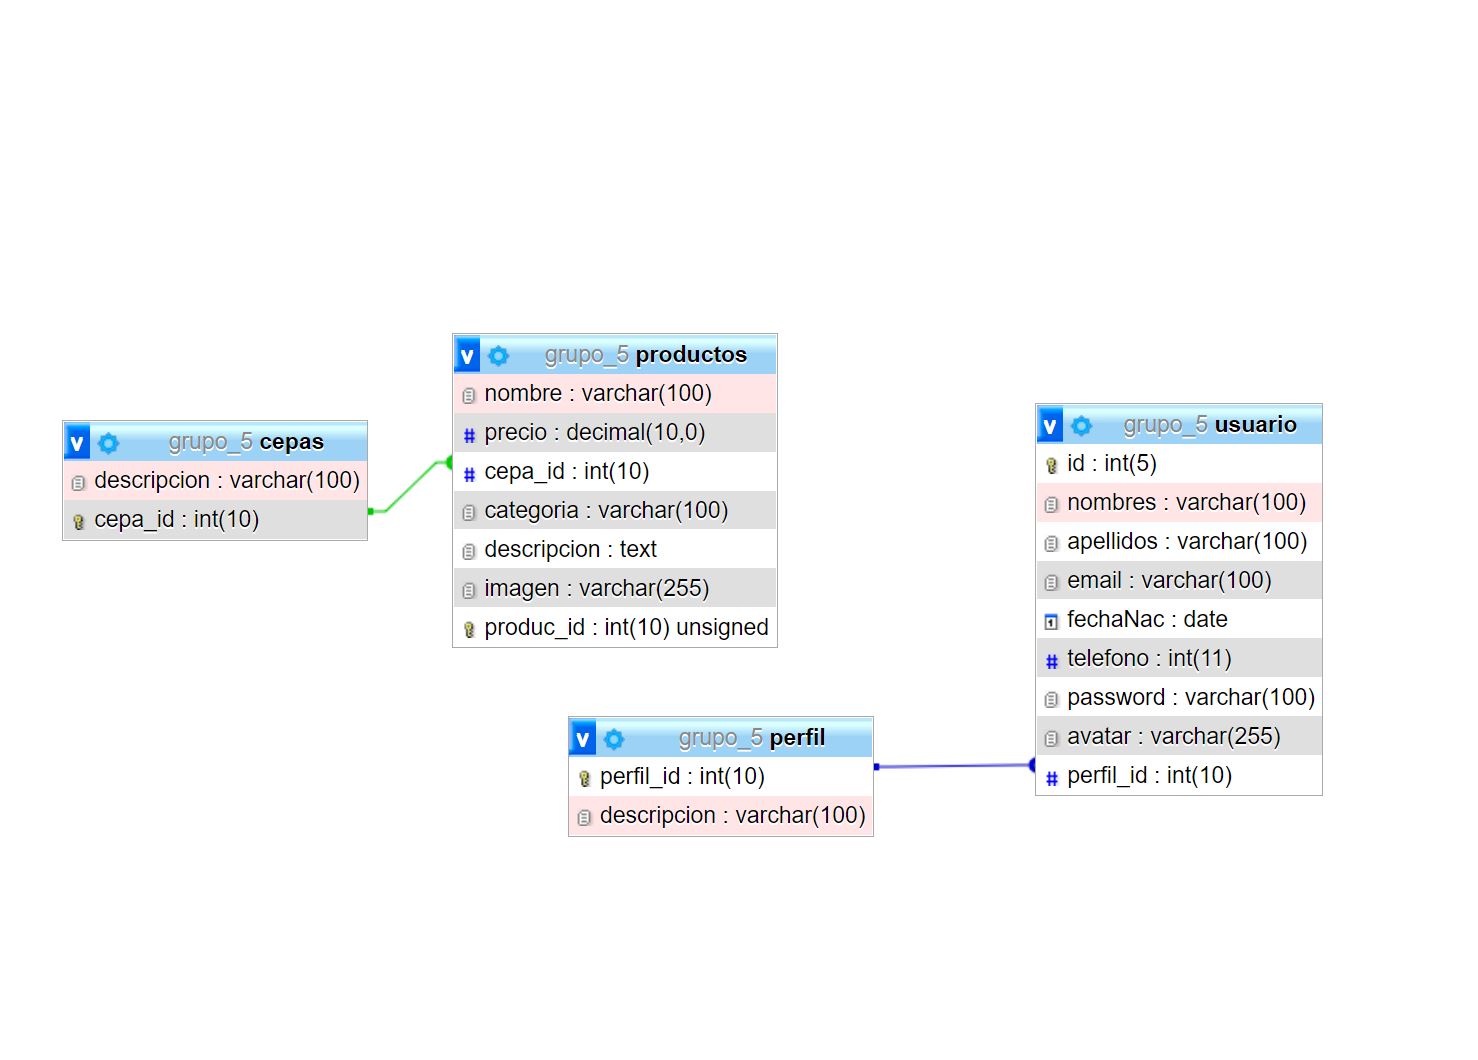 v grupo_5 cepas
descripcion : varchar(100)
cepa_id : int(10)
v grupo_5 productos
nombre : varchar(100)
# precio : decimal(10,0)
# cepa_id : int(10)
categoria : varchar(100)
descripcion : text
imagen : varchar(255)
produc_id : int(10) unsigned
v grupo_5 perfil
perfil_id : int(10)
descripcion : varchar(100)
v grupo_5 usuario
id : int(5)
nombres : varchar(100)
apellidos : varchar(100)
email : varchar(100)
1 fechaNac : date
# telefono : int(11)
password : varchar(100)
avatar : varchar(255)
# perfil_id : int(10)